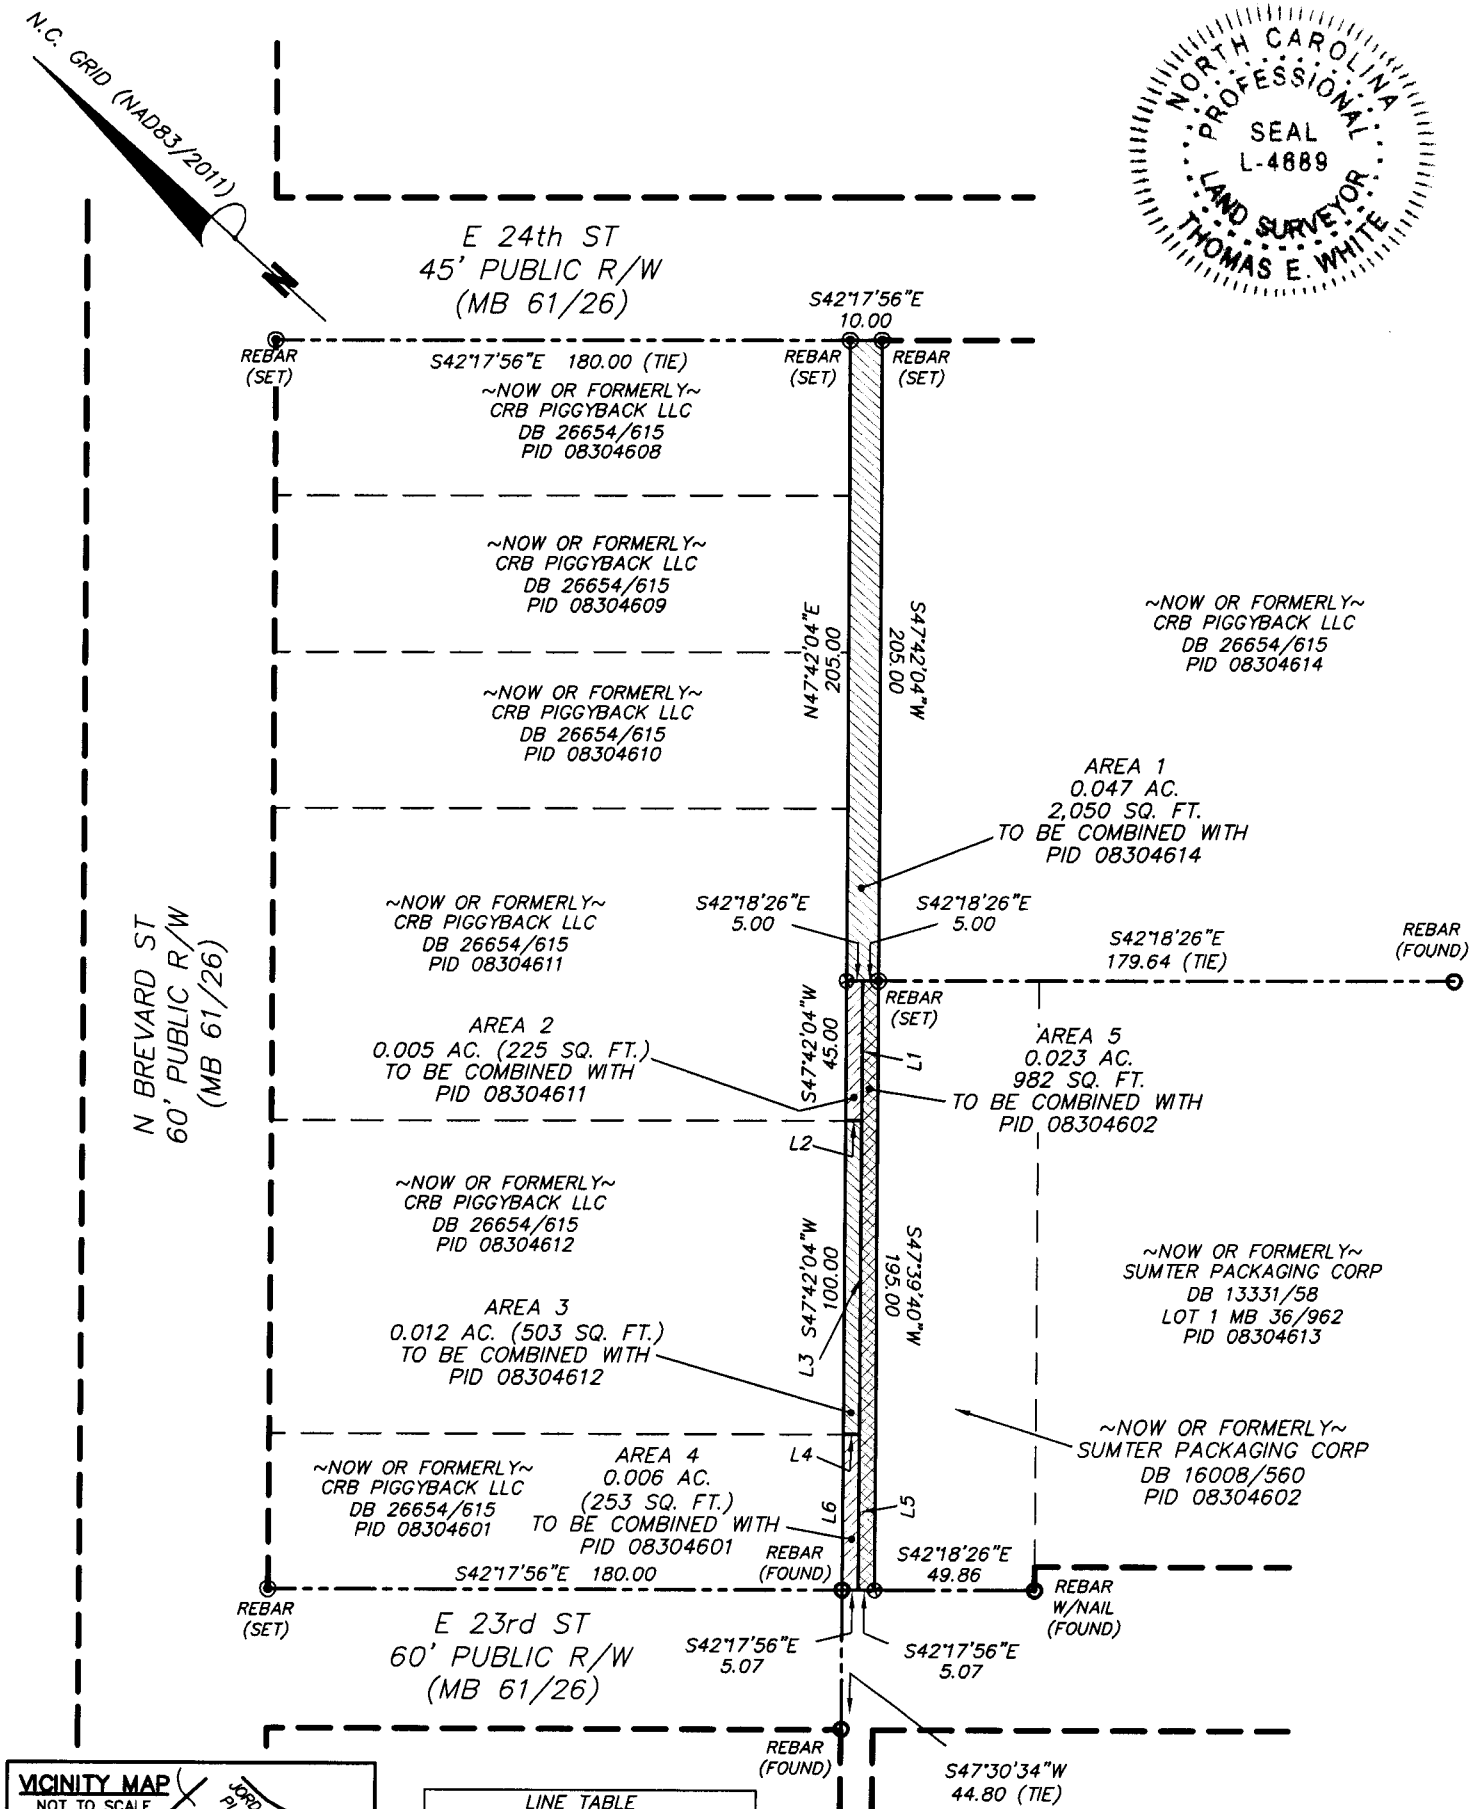 N.C. GRID (NAD83/2011)
N
NORTH CAROLINA
PROFESSIONAL
SEAL
L-4689
LAND SURVEYOR
THOMAS E. WHITE
E 24th ST
45' PUBLIC R/W
(MB 61/26)
S42°17'56"E
10.00
REBAR
(SET)
S42°17'56"E 180.00 (TIE)
REBAR
(SET)
REBAR
(SET)
~NOW OR FORMERLY~
CRB PIGGYBACK LLC
DB 26654/615
PID 08304608
~NOW OR FORMERLY~
CRB PIGGYBACK LLC
DB 26654/615
PID 08304609
~NOW OR FORMERLY~
CRB PIGGYBACK LLC
DB 26654/615
PID 08304610
N47°42'04"E
205.00
S47°42'04"W
205.00
~NOW OR FORMERLY~
CRB PIGGYBACK LLC
DB 26654/615
PID 08304614
AREA 1
0.047 AC.
2,050 SQ. FT.
TO BE COMBINED WITH
PID 08304614
~NOW OR FORMERLY~
CRB PIGGYBACK LLC
DB 26654/615
PID 08304611
S42°18'26"E
5.00
S42°18'26"E
5.00
S42°18'26"E
179.64 (TIE)
REBAR
(FOUND)
N BREVARD ST
60' PUBLIC R/W
(MB 61/26)
REBAR
(SET)
AREA 2
0.005 AC. (225 SQ. FT.)
TO BE COMBINED WITH
PID 08304611
S47°42'04"W
45.00
L1
AREA 5
0.023 AC.
982 SQ. FT.
TO BE COMBINED WITH
PID 08304602
L2
~NOW OR FORMERLY~
CRB PIGGYBACK LLC
DB 26654/615
PID 08304612
S47°42'04"W
100.00
L3
S47°39'40"W
195.00
~NOW OR FORMERLY~
SUMTER PACKAGING CORP
DB 13331/58
LOT 1 MB 36/962
PID 08304613
AREA 3
0.012 AC. (503 SQ. FT.)
TO BE COMBINED WITH
PID 08304612
~NOW OR FORMERLY~
SUMTER PACKAGING CORP
DB 16008/560
PID 08304602
L4
~NOW OR FORMERLY~
CRB PIGGYBACK LLC
DB 26654/615
PID 08304601
AREA 4
0.006 AC.
(253 SQ. FT.)
TO BE COMBINED WITH
PID 08304601
L6
L5
REBAR
(FOUND)
S42°18'26"E
49.86
S42°17'56"E 180.00
REBAR
(SET)
REBAR
W/NAIL
(FOUND)
E 23rd ST
60' PUBLIC R/W
(MB 61/26)
S42°17'56"E
5.07
S42°17'56"E
5.07
REBAR
(FOUND)
S47°30'34"W
44.80 (TIE)
VICINITY MAP
NOT TO SCALE
LINE TABLE